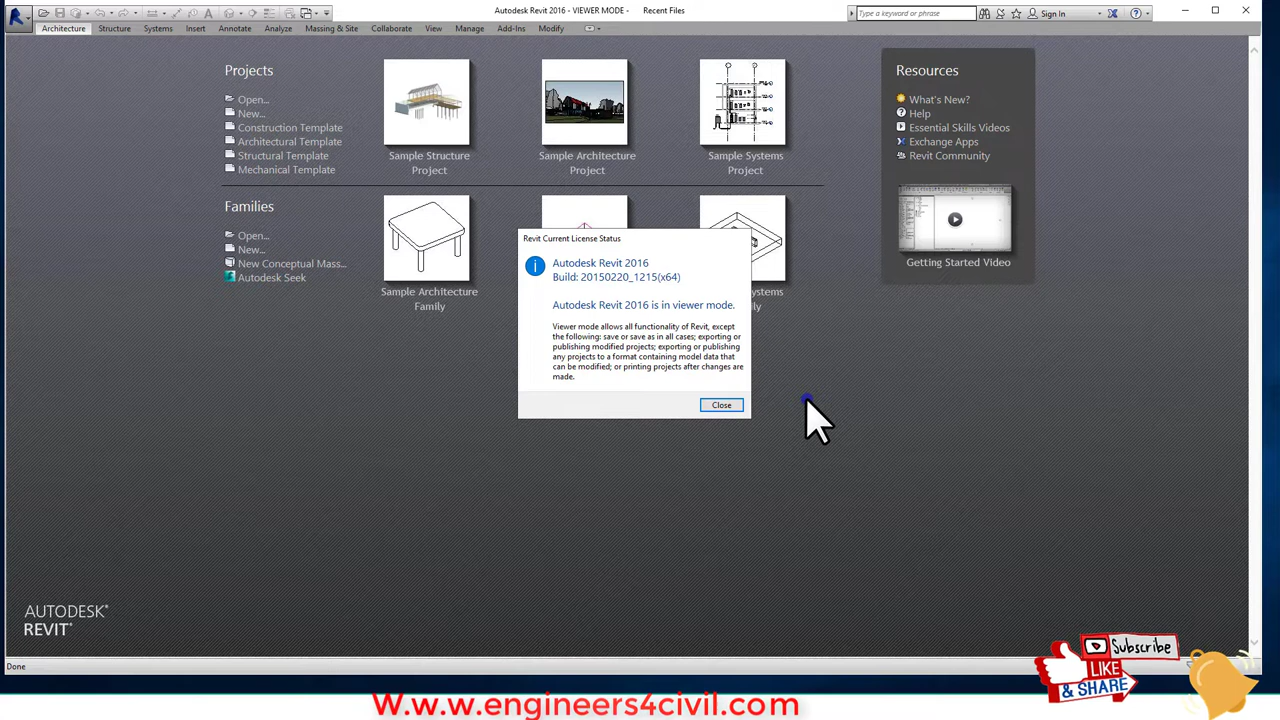 Autodesk Revit 2016 - VIEWER MODE - Recent Files
Type a keyword or phrase
Sign In
Architecture Structure Systems Insert Annotate Analyze Massing & Site Collaborate View Manage Add-Ins Modify
Projects
Open...
New...
Construction Template
Architectural Template
Structural Template
Mechanical Template
Sample Structure
Project
Sample Architecture
Project
Sample Systems
Project
Resources
What's New?
Help
Essential Skills Videos
Exchange Apps
Revit Community
Getting Started Video
Families
Open...
New...
New Conceptual Mass...
Autodesk Seek
Sample Architecture
Family
Revit Current License Status
Autodesk Revit 2016
Build: 20150220_1215(x64)
Autodesk Revit 2016 is in viewer mode.
Viewer mode allows all functionality of Revit, except
the following: save or save as in all cases; exporting or
publishing modified projects; exporting or publishing
any projects to a format containing model data that
can be modified; or printing projects after changes are
made.
Close
AUTODESK®
REVIT®
Done
Subscribe
LIKE
& SHARE
W.w.w.engineers4civil.com